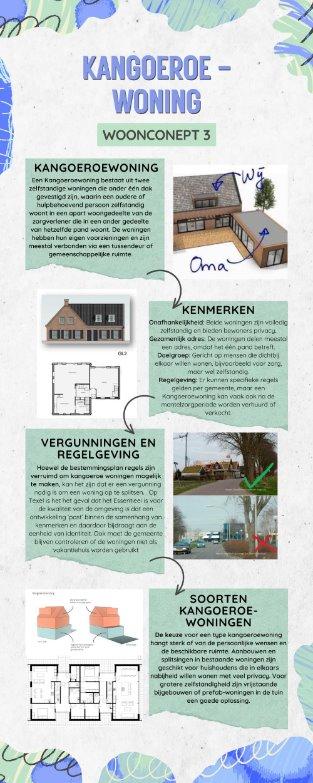 KANGOEROE -
WONING
WOONCONEPT 3
KANGOEROEWONING
Een Kangoeroewoning bestaat uit twee
zelfstandige woningen die onder één dak
gevestigd zijn, waarin een oudere of
hulpbehoevend persoon zelfstandig
woont in een apart woongedeelte van de
zorgverlener die in een ander gedeelte
van hetzelfde pand woont. De woningen
hebben hun eigen voorzieningen en zijn
meestal verbonden via een tussendeur of
gemeenschappelijke ruimte.
Wij
Oma
GL2
KENMERKEN
Onafhankelijkheid: Beide woningen zijn volledig
zelfstandig en bieden bewoners privacy.
Gezamenlijk adres: De woningen delen meestal
een adres, omdat het één pand betreft.
Doelgroep: Gericht op mensen die dichtbij
elkaar willen wonen, bijvoorbeeld voor zorg,
maar wel zelfstandig.
Regelgeving: Er kunnen specifieke regels
gelden per gemeente, maar een
Kangoeroewoning kan vaak ook na de
mantelzorgperiode worden verhuurd of
verkocht.
VERGUNNINGEN EN
REGELGEVING
Hoewel de bestemmingsplan regels zijn
verruimd om kangoeroe woningen mogelijk
te maken, kan het zijn dat er een vergunning
nodig is om een woning op te splitsen. Op
Texel is het het geval dat Het Essentieel is voor
de kwaliteit van de omgeving is dat een
ontwikkeling 'past' binnen de samenhang van
kenmerken en daardoor bijdraagt aan de
eenheid van identiteit. Ook moet de gemeente
blijven controleren of de woningen niet als
vakantiehuis worden gebruikt
SOORTEN
KANGOEROE-
WONINGEN
De keuze voor een type kangoeroewoning
hangt sterk af van de persoonlijke wensen en
de beschikbare ruimte. Aanbouwen en
splitsingen in bestaande woningen zijn
geschikt voor huishoudens die in elkaars
nabijheid willen wonen met veel privacy. Voor
grotere zelfstandigheid zijn vrijstaande
bijgebouwen of prefab-woningen in de tuin
een goede oplossing.